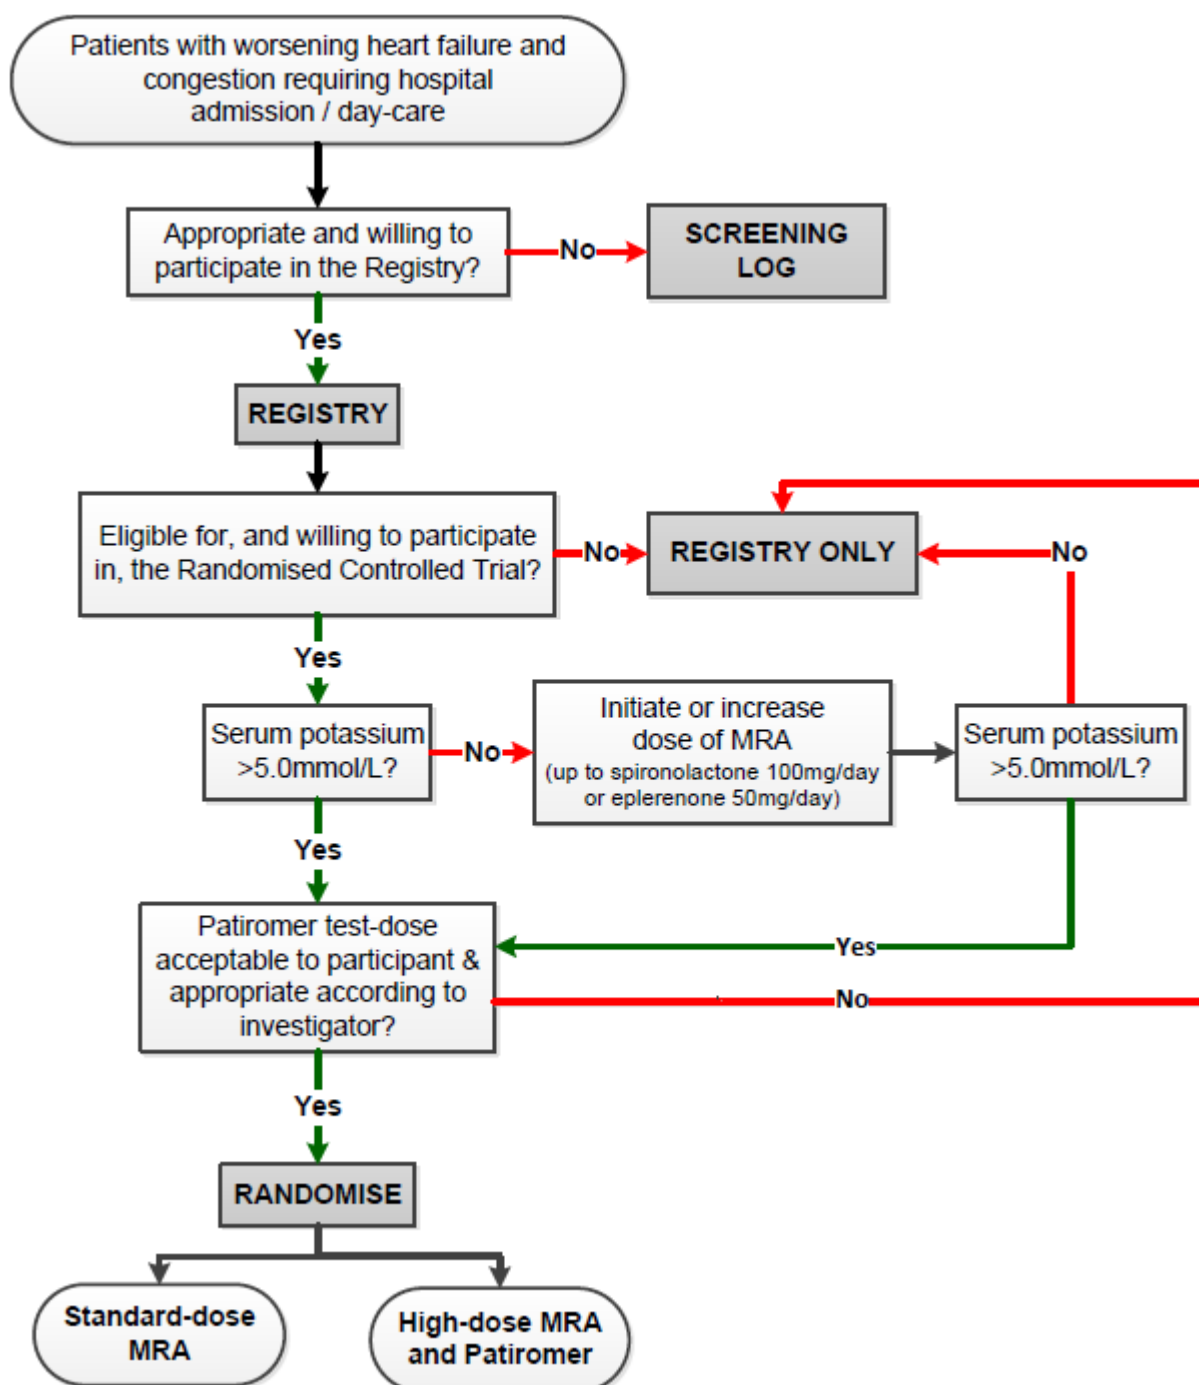 Patients with worsening heart failure and
congestion requiring hospital
admission / day-care
Appropriate and willing to
participate in the Registry?
No
SCREENING
LOG
Yes
REGISTRY
Eligible for, and willing to participate
in, the Randomised Controlled Trial?
No
REGISTRY ONLY
No
Yes
Serum potassium
>5.0mmol/L?
No
Initiate or increase
dose of MRA
(up to spironolactone 100mg/day
or eplerenone 50mg/day)
Serum potassium
>5.0mmol/L?
Yes
Patiromer test-dose
acceptable to participant &
appropriate according to
investigator?
Yes
No
Yes
RANDOMISE
Standard-dose
MRA
High-dose MRA
and Patiromer